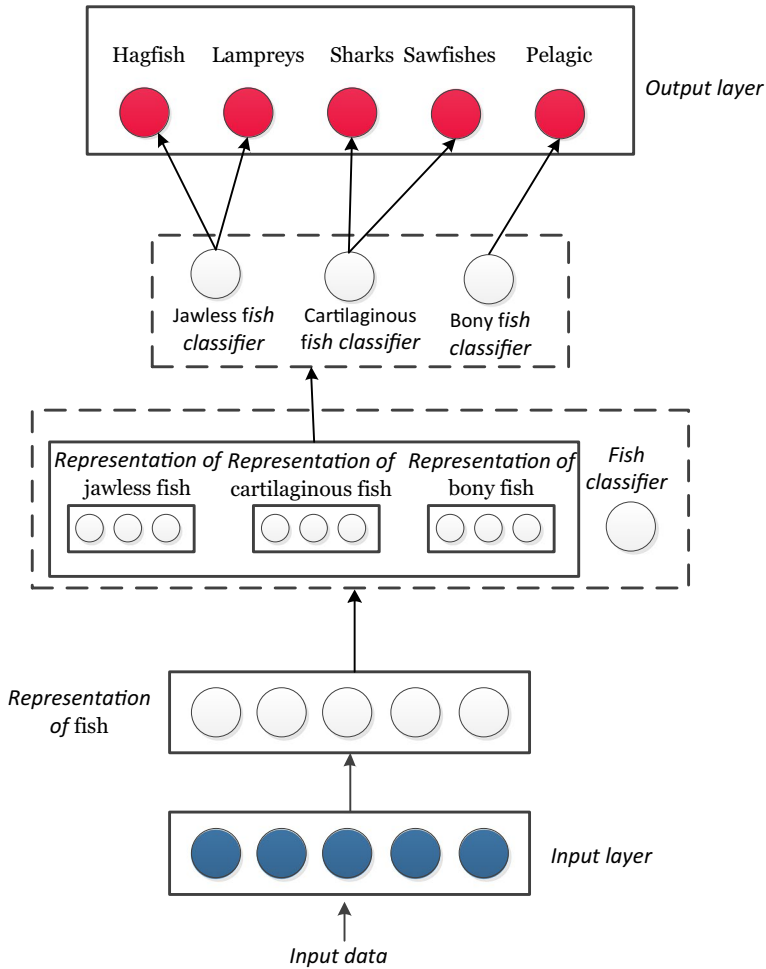 Hagfish Lampreys Sharks Sawfishes Pelagic
Output layer
Jawless fish
classifier
Cartilaginous
fish classifier
Bony fish
classifier
Representation of
jawless fish
Representation of
cartilaginous fish
Representation of
bony fish
Fish
classifier
Representation
of fish
Input layer
Input data